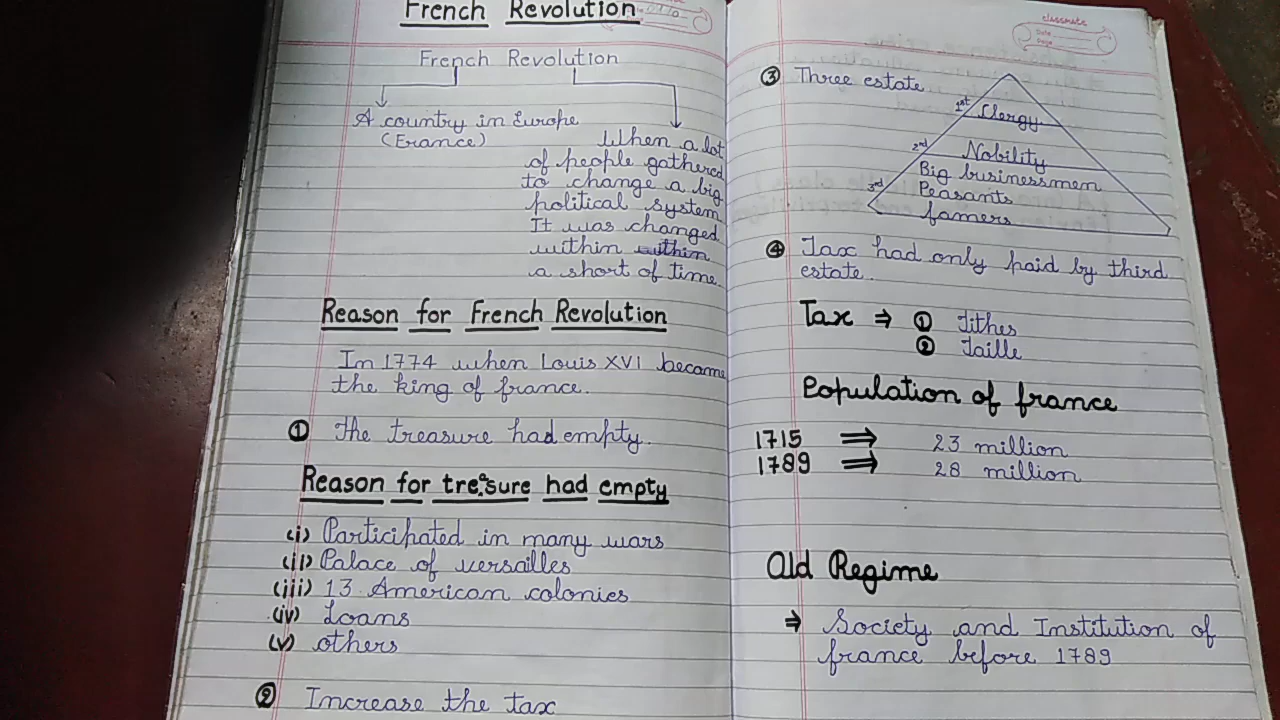 French Revolution
French Revolution
A country in Europe
(France)
When a lot
of people gathered
to change a big
political system
It was changed
within within
a short of time.
Reason for French Revolution
In 1774 when Louis XVI became
the king of france.
① the treasure had empty.
Reason for treasure had empty
(i) Participated in many wars
(ii) Palace of versailles
(iii) 13 American colonies
(iv) Loans
(v) others
② Increase the tax
classmate
Date
Page
③ Three estate
1st Clergy
2nd Nobility
Big businessmen
3rd Peasants
famers
④ Tax had only paid by third
estate.
Tax ⇒ ① Tithes
② Taille
Population of france
1715 ⇒ 23 million
1789 ⇒ 28 million
Old Regime
⇒ Society and Institution of
france before 1789